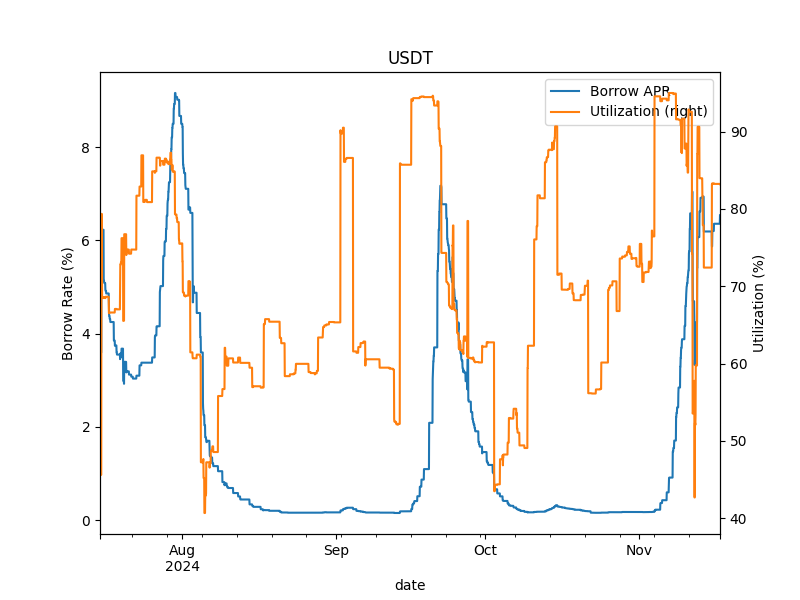 USDT
Borrow APR
Utilization (right)
Borrow Rate (%)
8
6
4
2
0
90
80
70
60
50
40
Utilization (%)
Aug
2024
Sep
Oct
Nov
date